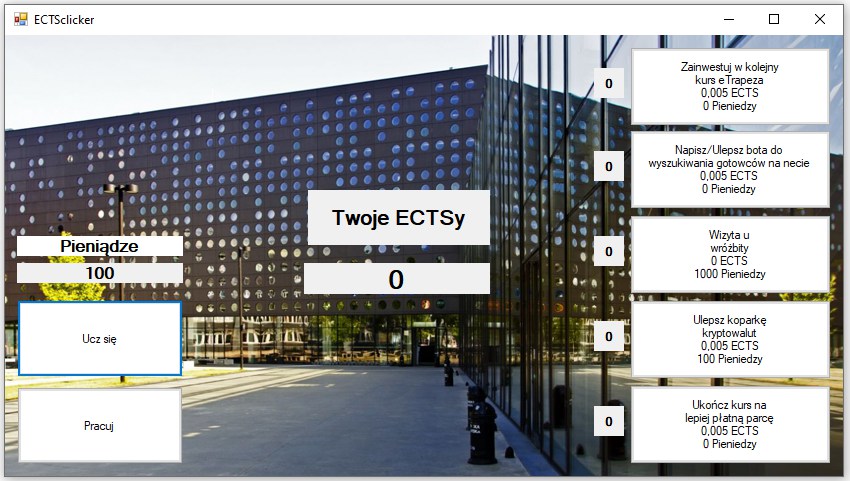 ECTSclicker
Pieniądze
100
Ucz się
Pracuj
Twoje ECTSy
0
0
Zainwestuj w kolejny
kurs eTrapeza
0,005 ECTS
0 Pieniedzy
0
Napisz/Ulepsz bota do
wyszukiwania gotowców na necie
0,005 ECTS
0 Pieniedzy
0
Wizyta u
wróżbity
0 ECTS
1000 Pieniedzy
0
Ulepsz koparkę
kryptowalut
0,005 ECTS
100 Pieniedzy
0
Ukończ kurs na
lepiej płatną parcę
0,005 ECTS
0 Pieniedzy